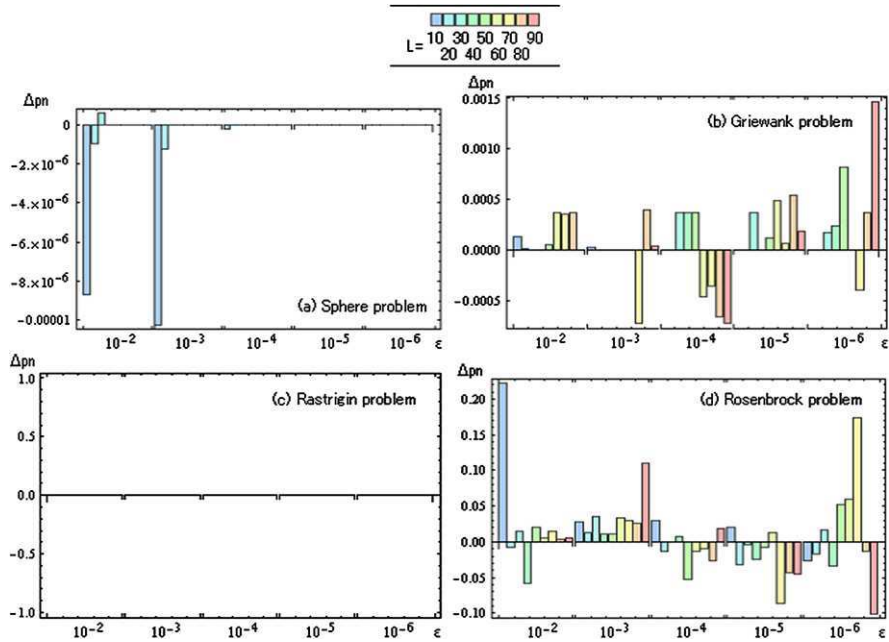 10 30 50 70 90
L= 20 40 60 80
Δpn
0
-2.×10⁻⁶
-4.×10⁻⁶
-6.×10⁻⁶
-8.×10⁻⁶
-0.00001
(a) Sphere problem
10⁻² 10⁻³ 10⁻⁴ 10⁻⁵ 10⁻⁶ ε
Δpn
0.0015
0.0010
0.0005
0.0000
-0.0005
(b) Griewank problem
10⁻² 10⁻³ 10⁻⁴ 10⁻⁵ 10⁻⁶ ε
Δpn
1.0
0.5
0.0
-0.5
-1.0
(c) Rastrigin problem
10⁻² 10⁻³ 10⁻⁴ 10⁻⁵ 10⁻⁶ ε
Δpn
0.20
0.15
0.10
0.05
0.00
-0.05
-0.10
(d) Rosenbrock problem
10⁻² 10⁻³ 10⁻⁴ 10⁻⁵ 10⁻⁶ ε